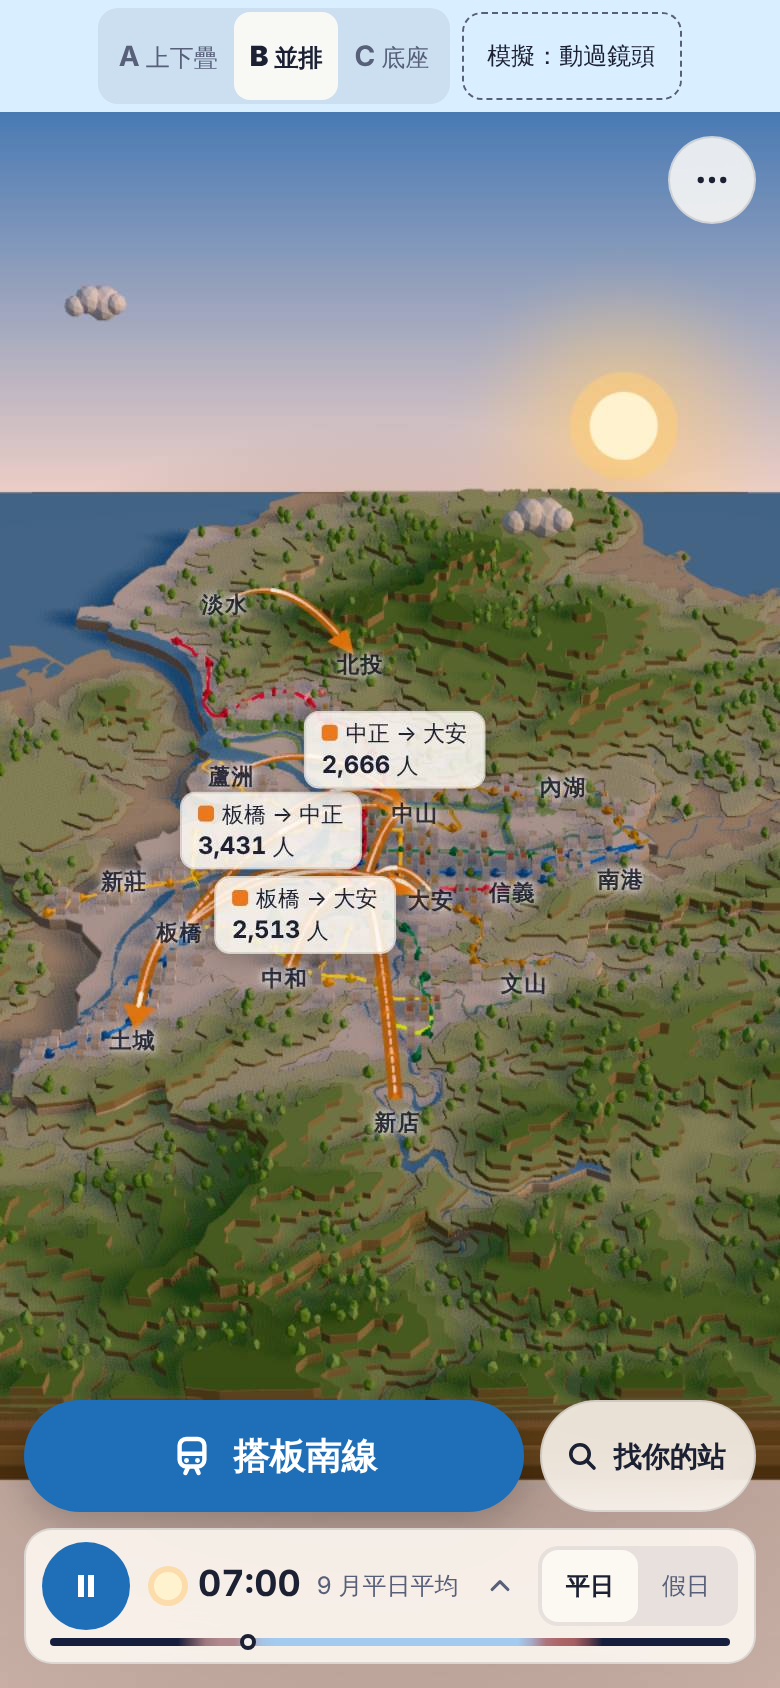 A 上下疊
B 並排
C 底座
模擬：動過鏡頭
淡水
北投
中正 → 大安
2,666 人
蘆洲
內湖
板橋 → 中正
3,431 人
中山
新莊
板橋 → 大安
2,513 人
大安
信義
南港
板橋
中和
文山
土城
新店
搭板南線
找你的站
07:00 9 月平日平均
平日
假日